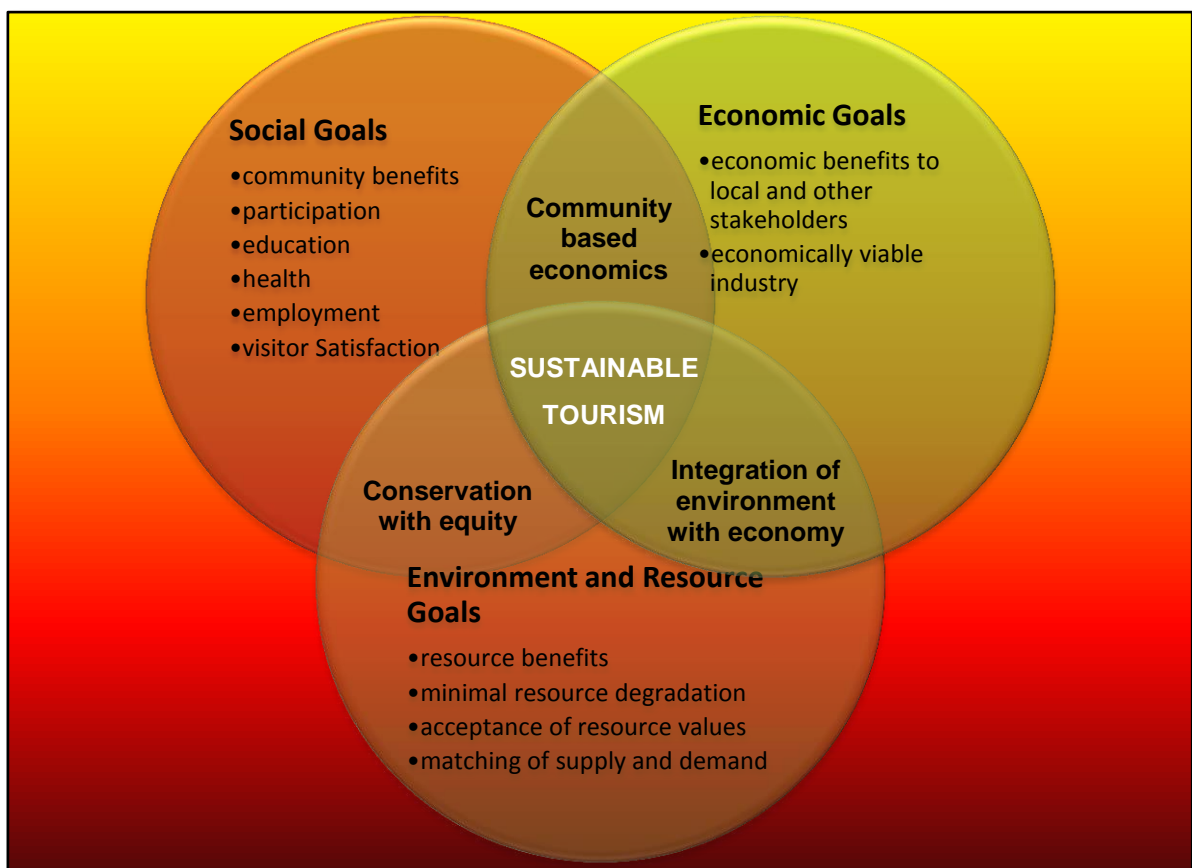 Social Goals
•community benefits
•participation
•education
•health
•employment
•visitor Satisfaction
Economic Goals
•economic benefits to
local and other
stakeholders
•economically viable
industry
Community
based
economics
SUSTAINABLE
TOURISM
Conservation
with equity
Integration of
environment
with economy
Environment and Resource
Goals
•resource benefits
•minimal resource degradation
•acceptance of resource values
•matching of supply and demand